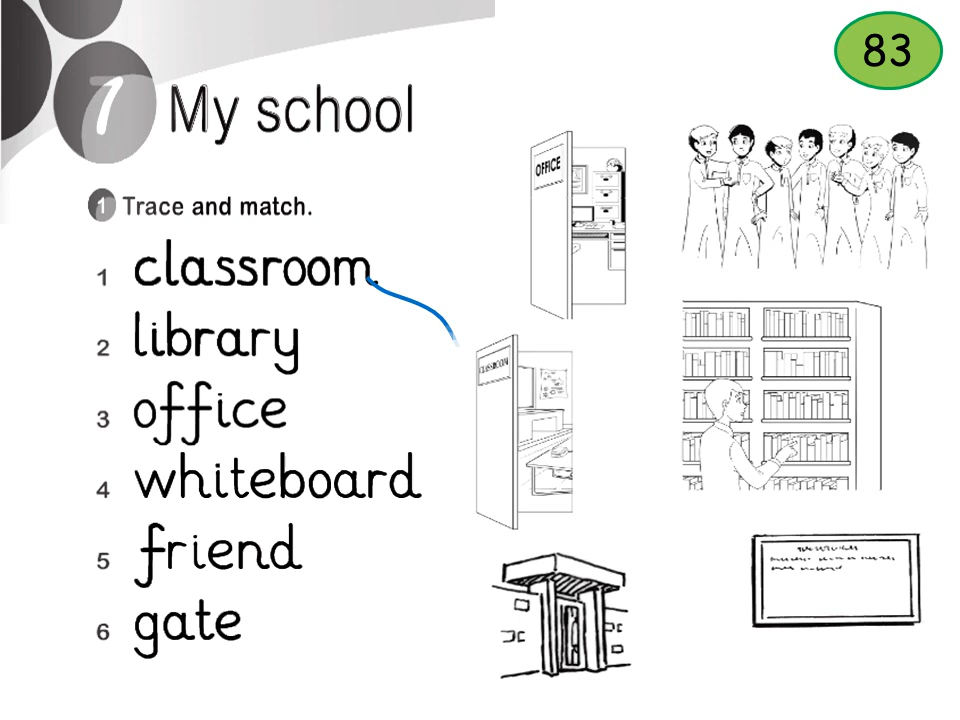 83
7 My school
1 Trace and match.
1 classroom
2 library
3 office
4 whiteboard
5 friend
6 gate
OFFICE
CLASSROOM